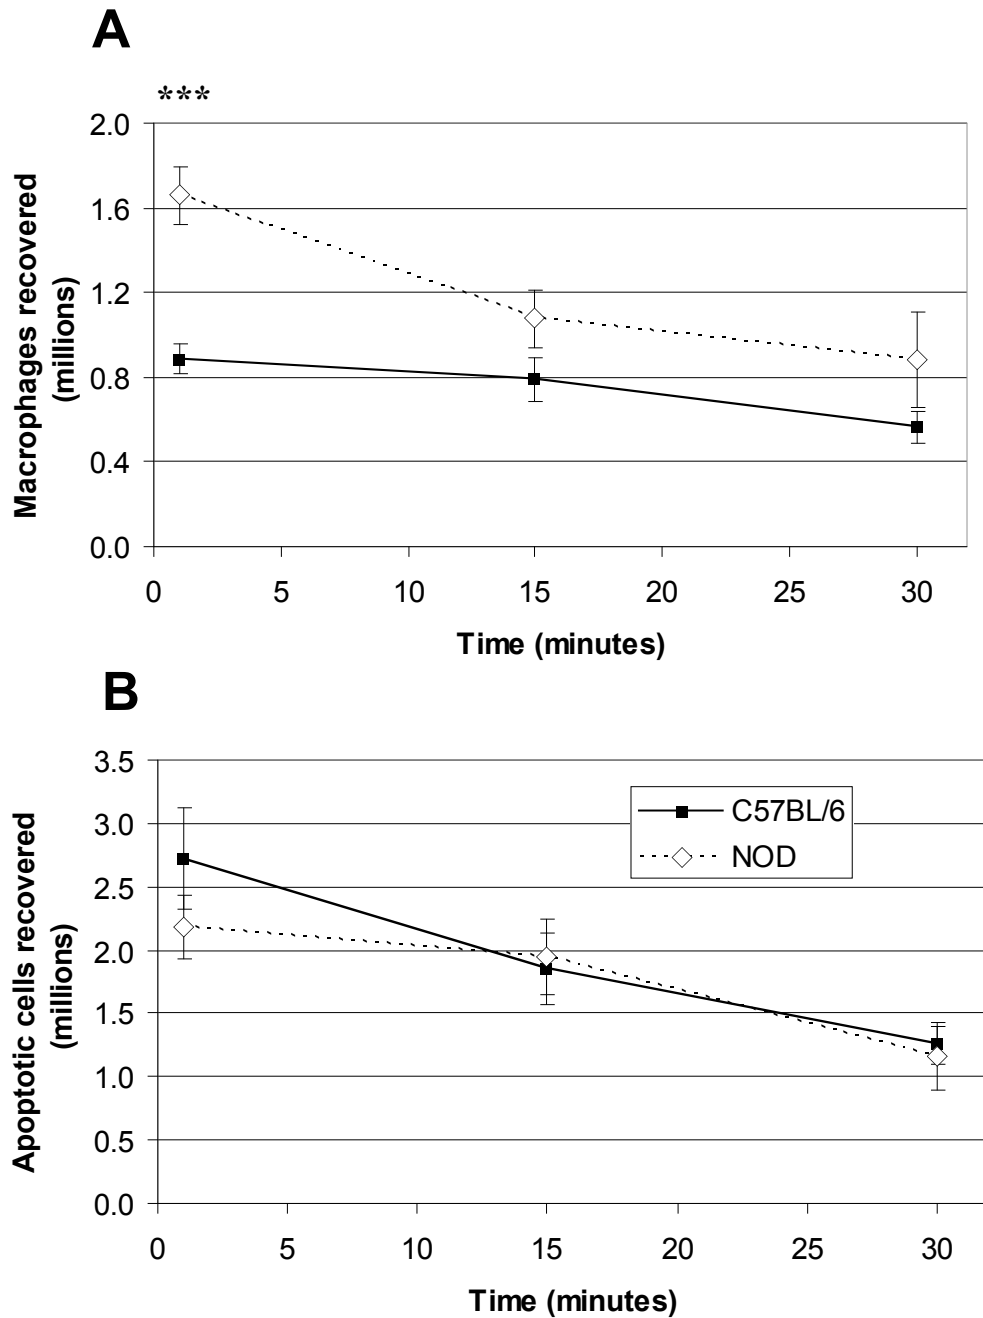 A
***
2.0
1.6
1.2
0.8
0.4
0.0
Macrophages recovered
(millions)
0 5 10 15 20 25 30
Time (minutes)
B
3.5
3.0
2.5
2.0
1.5
1.0
0.5
0.0
Apoptotic cells recovered
(millions)
C57BL/6
NOD
0 5 10 15 20 25 30
Time (minutes)